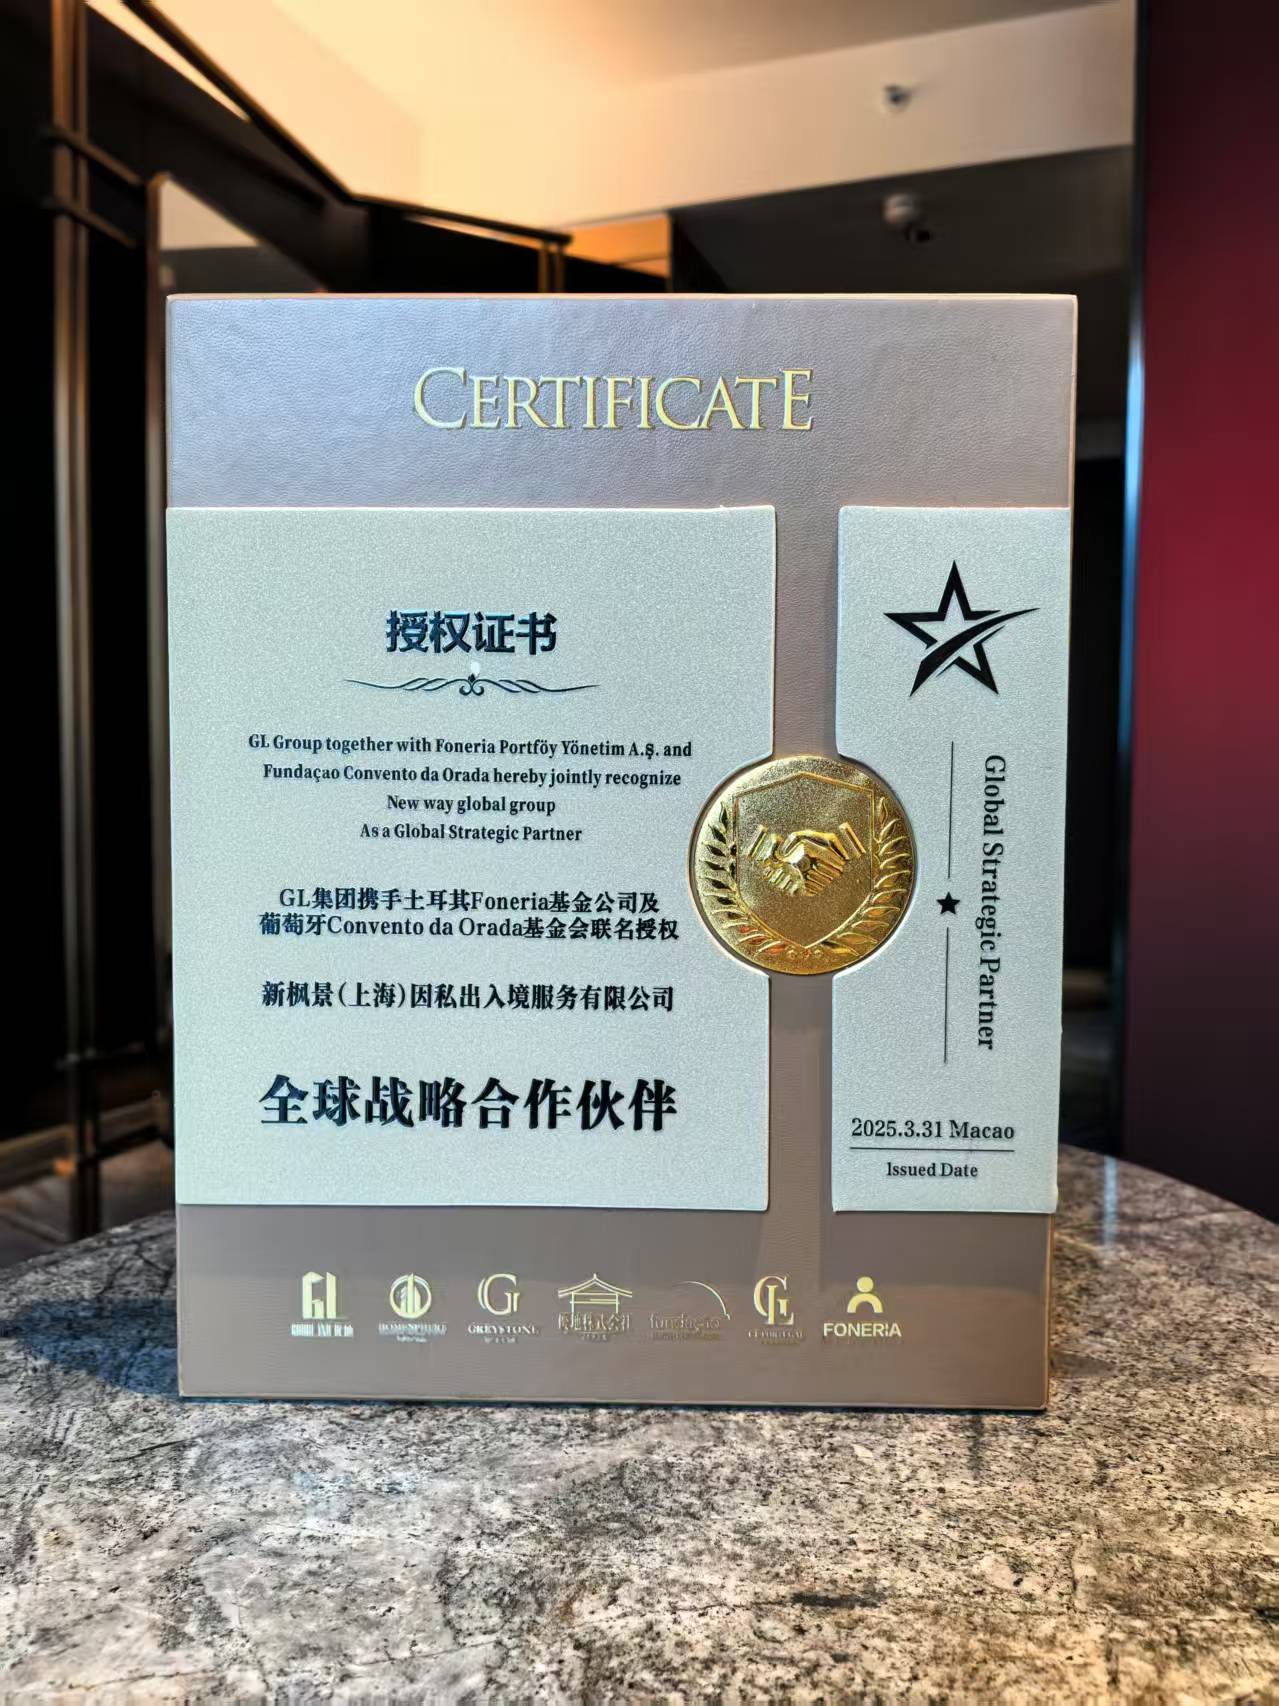 CERTIFICATE
授权证书
GL Group together with Foneria Portföy Yönetim A.Ş. and
Fundaçao Convento da Orada hereby jointly recognize
New way global group
As a Global Strategic Partner
GL集团携手土耳其Foneria基金公司及
葡萄牙Convento da Orada基金会联名授权
新枫景(上海)因私出入境服务有限公司
全球战略合作伙伴
Global Strategic Partner
2025.3.31 Macao
Issued Date
GL
GREYSTONE
fundação
GL
FONERIA